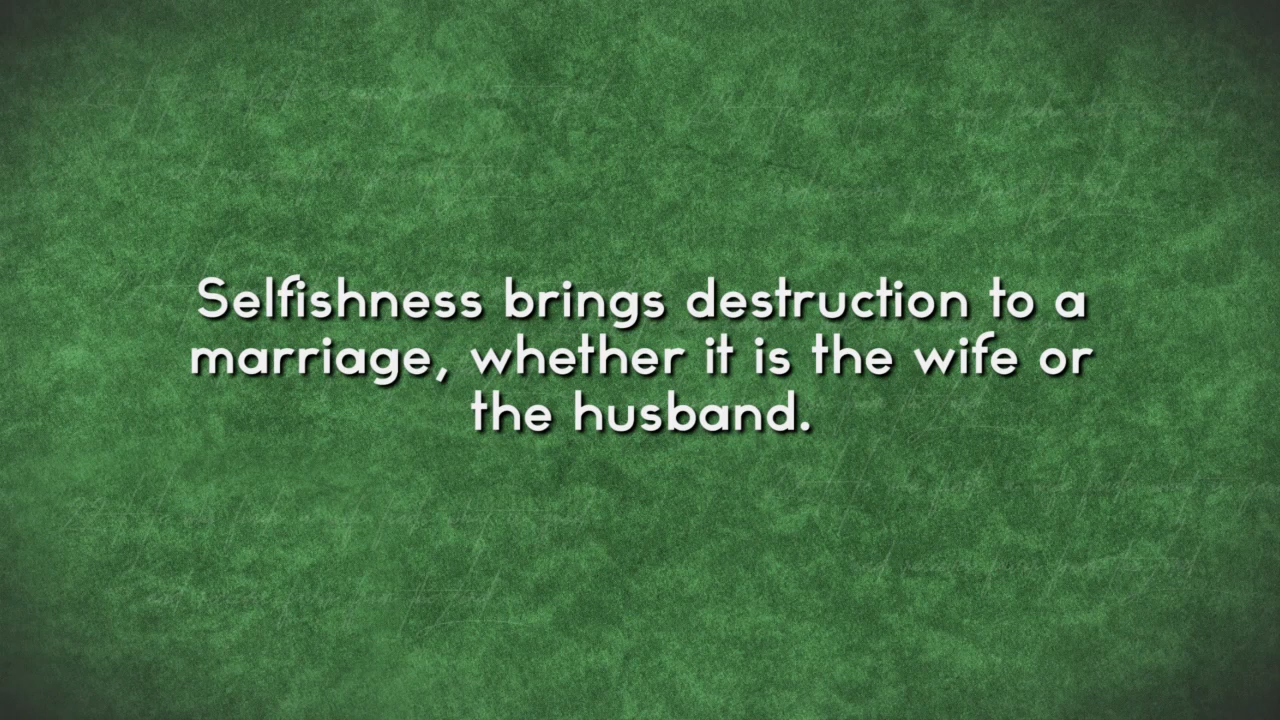 Selfishness brings destruction to a
marriage, whether it is the wife or
the husband.